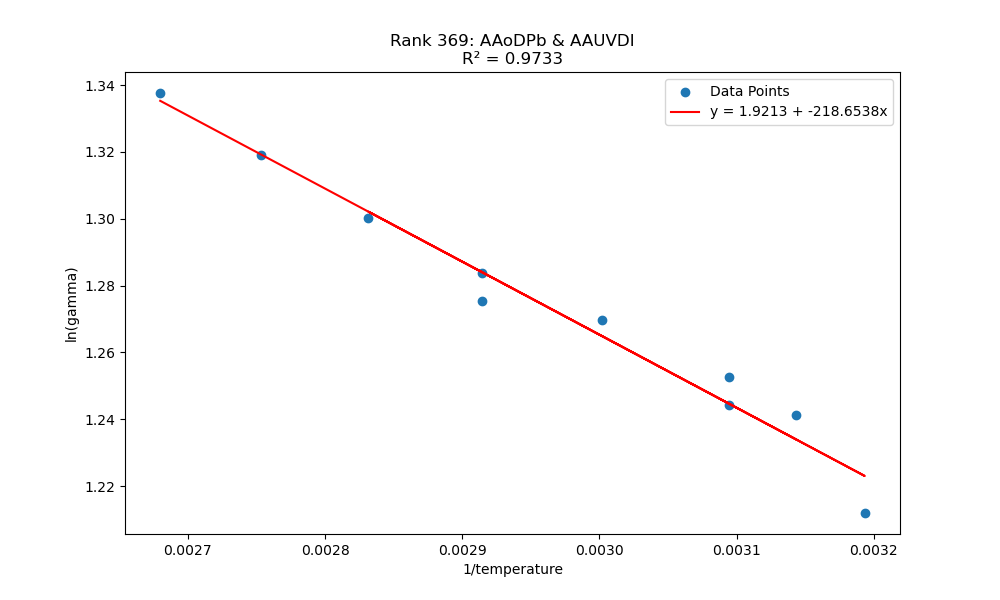 Rank 369: AAoDPb & AAUVDI
R² = 0.9733
Data Points
y = 1.9213 + -218.6538x
1.34
1.32
1.30
1.28
1.26
1.24
1.22
ln(gamma)
0.0027
0.0028
0.0029
0.0030
0.0031
0.0032
1/temperature